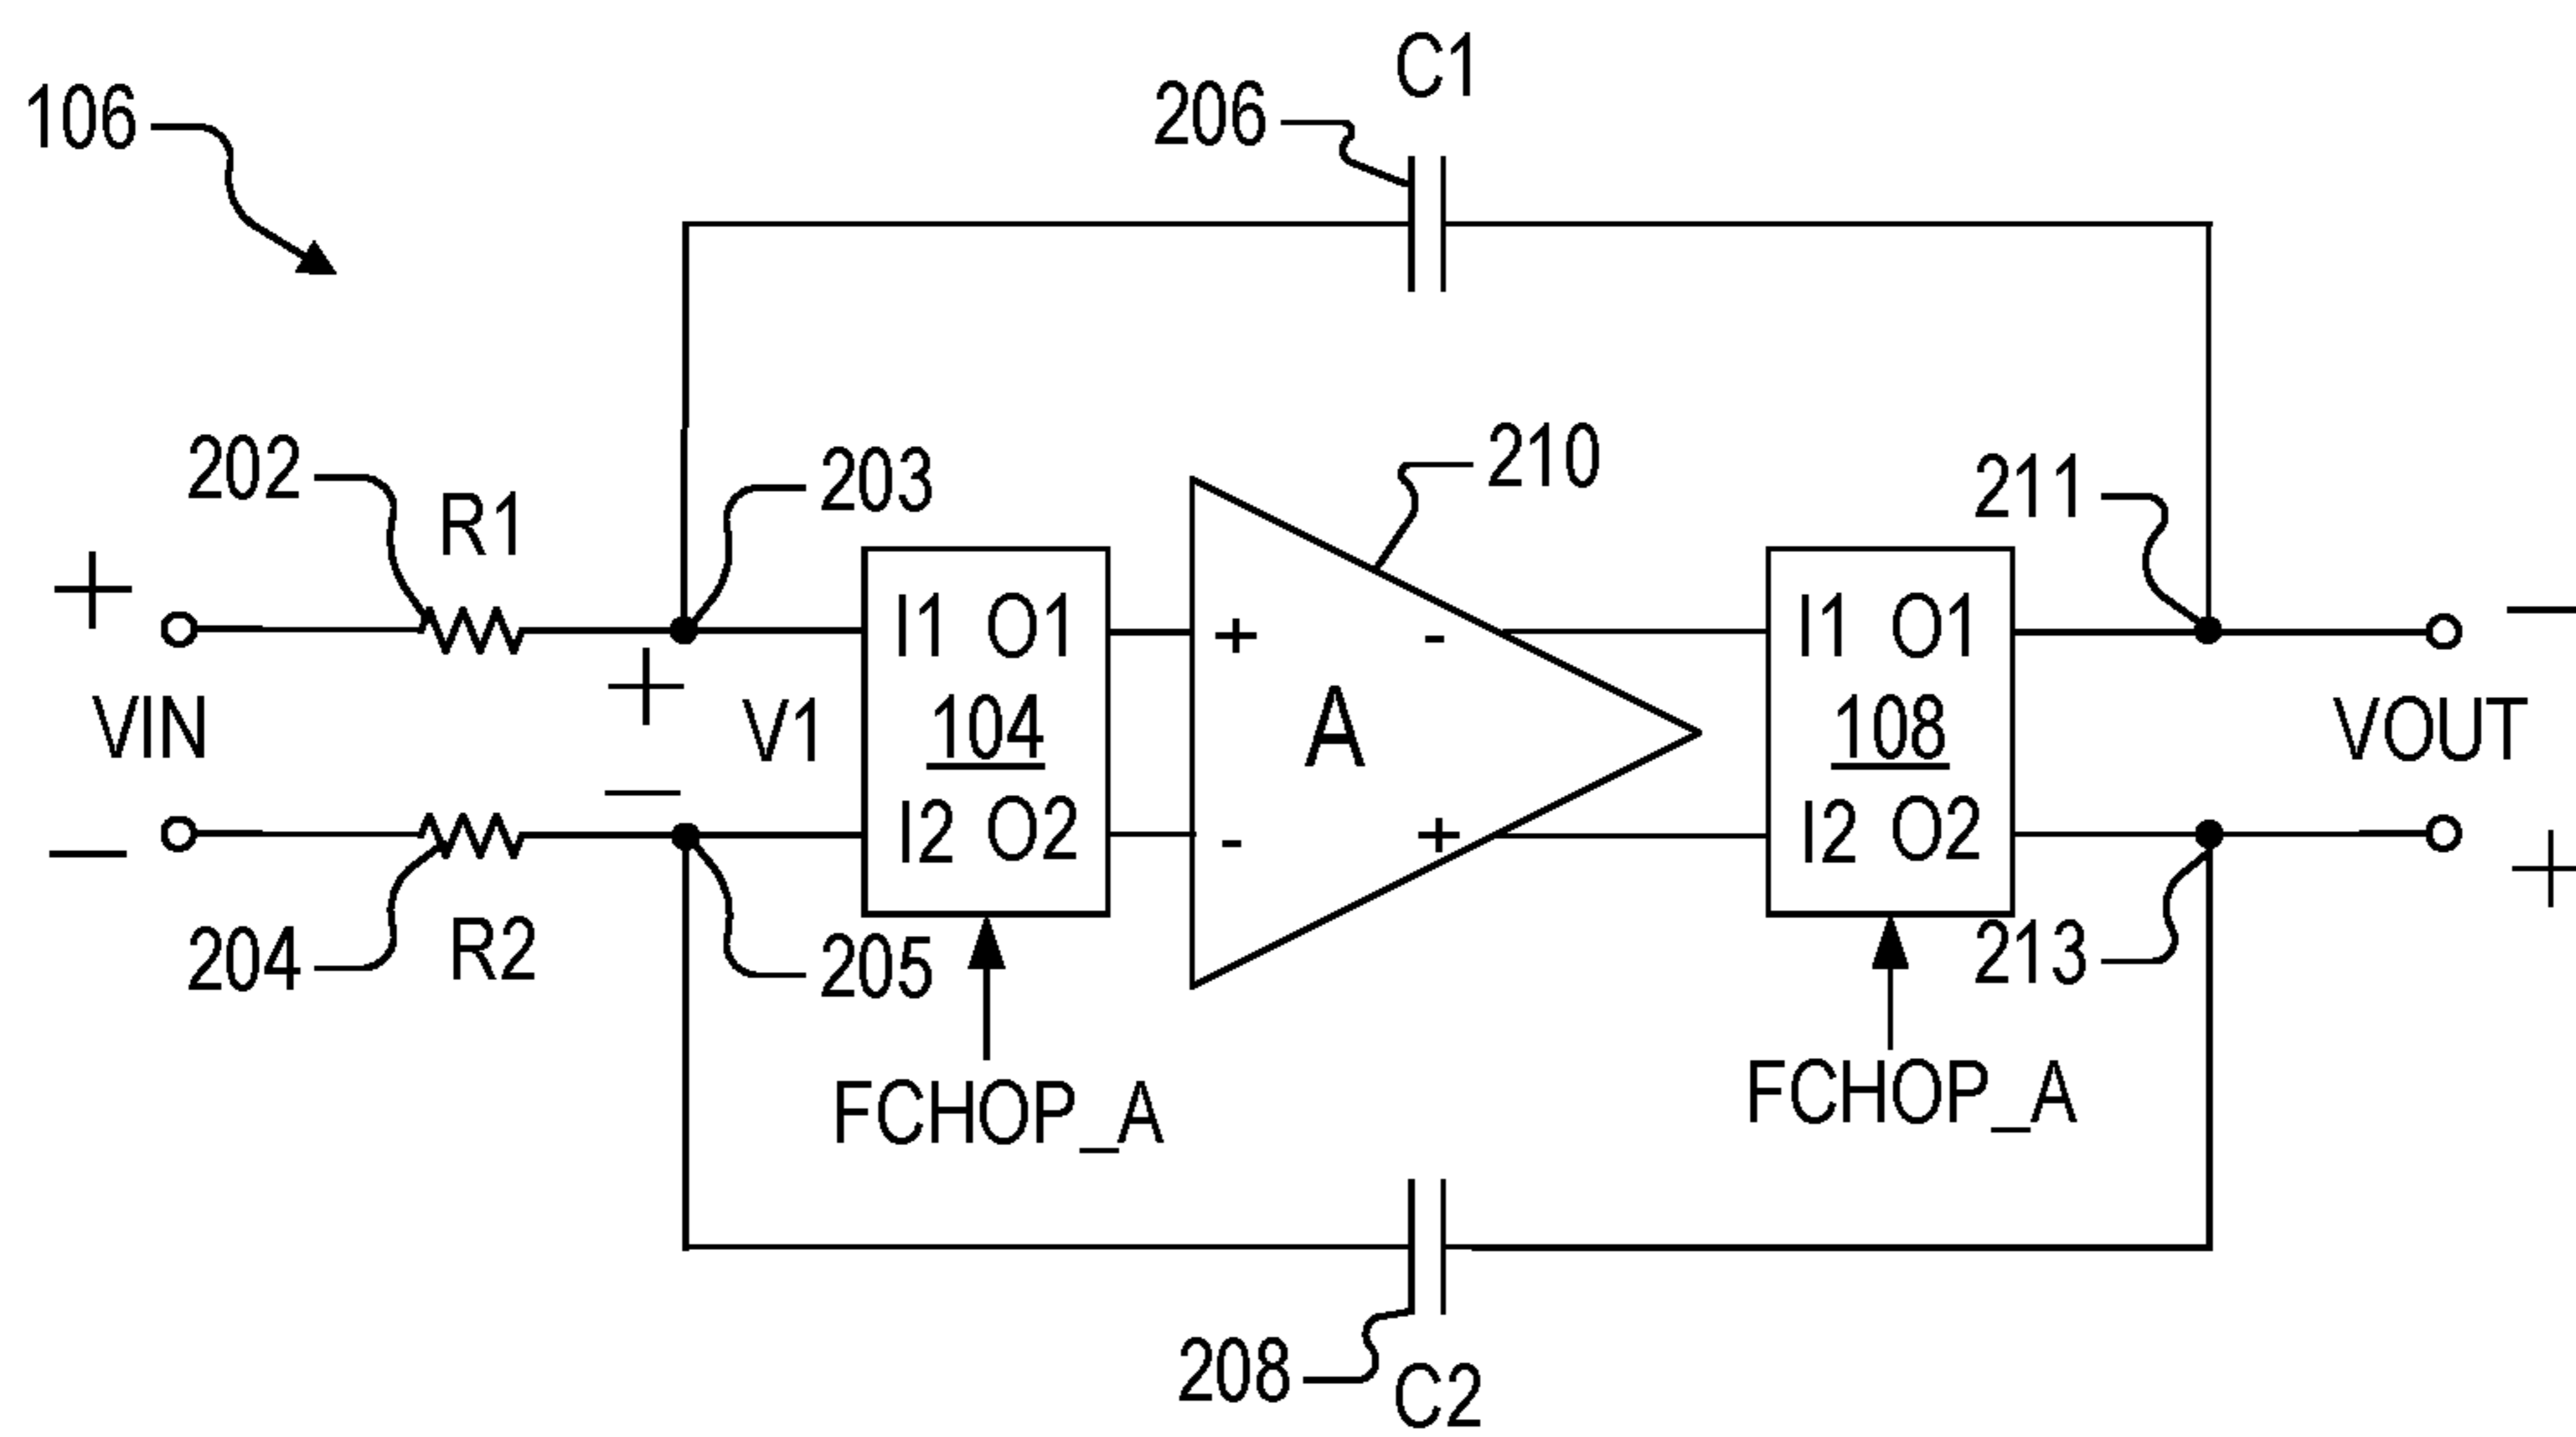 C1
106
206
202
R1
203
210
211
+
−
I1 O1
+
-
I1 O1
+
VIN
V1
104
A
108
VOUT
−
−
I2 O2
-
+
I2 O2
+
204
R2
205
213
FCHOP_A
FCHOP_A
208
C2